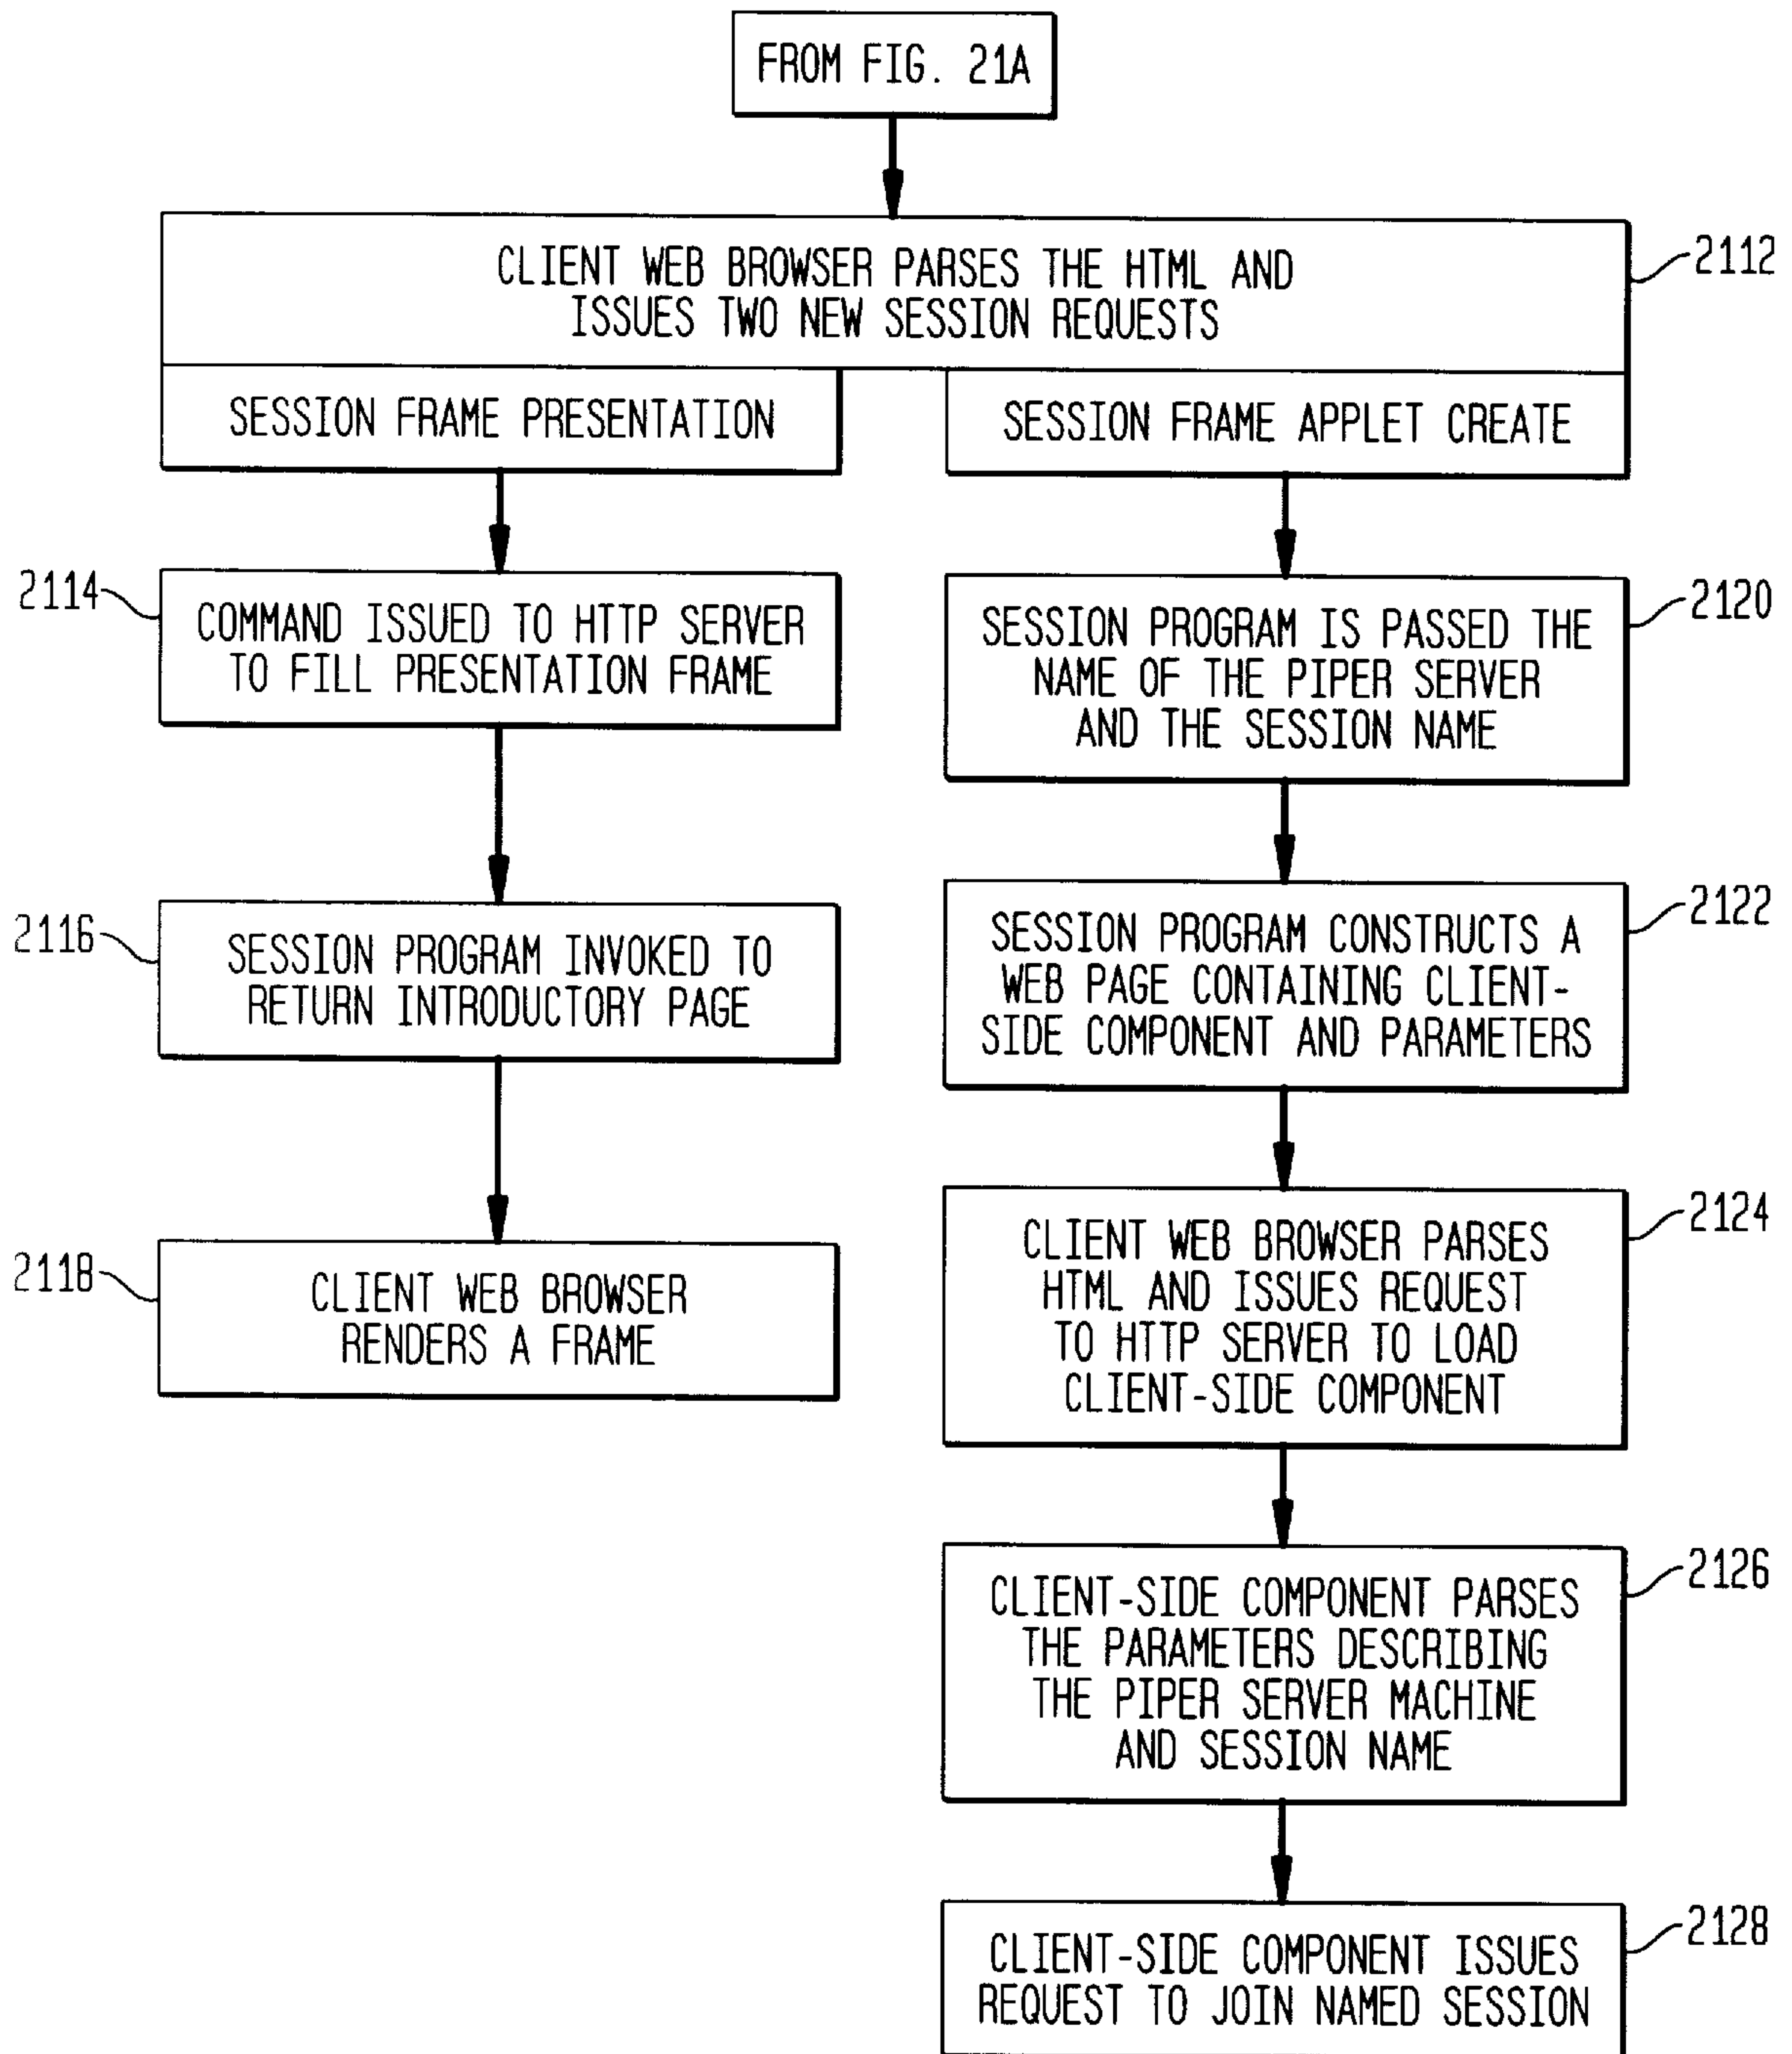 FROM FIG. 21A
CLIENT WEB BROWSER PARSES THE HTML AND
ISSUES TWO NEW SESSION REQUESTS
2112
SESSION FRAME PRESENTATION
SESSION FRAME APPLET CREATE
2114
COMMAND ISSUED TO HTTP SERVER
TO FILL PRESENTATION FRAME
2116
SESSION PROGRAM INVOKED TO
RETURN INTRODUCTORY PAGE
2118
CLIENT WEB BROWSER
RENDERS A FRAME
2120
SESSION PROGRAM IS PASSED THE
NAME OF THE PIPER SERVER
AND THE SESSION NAME
2122
SESSION PROGRAM CONSTRUCTS A
WEB PAGE CONTAINING CLIENT-
SIDE COMPONENT AND PARAMETERS
2124
CLIENT WEB BROWSER PARSES
HTML AND ISSUES REQUEST
TO HTTP SERVER TO LOAD
CLIENT-SIDE COMPONENT
2126
CLIENT-SIDE COMPONENT PARSES
THE PARAMETERS DESCRIBING
THE PIPER SERVER MACHINE
AND SESSION NAME
2128
CLIENT-SIDE COMPONENT ISSUES
REQUEST TO JOIN NAMED SESSION